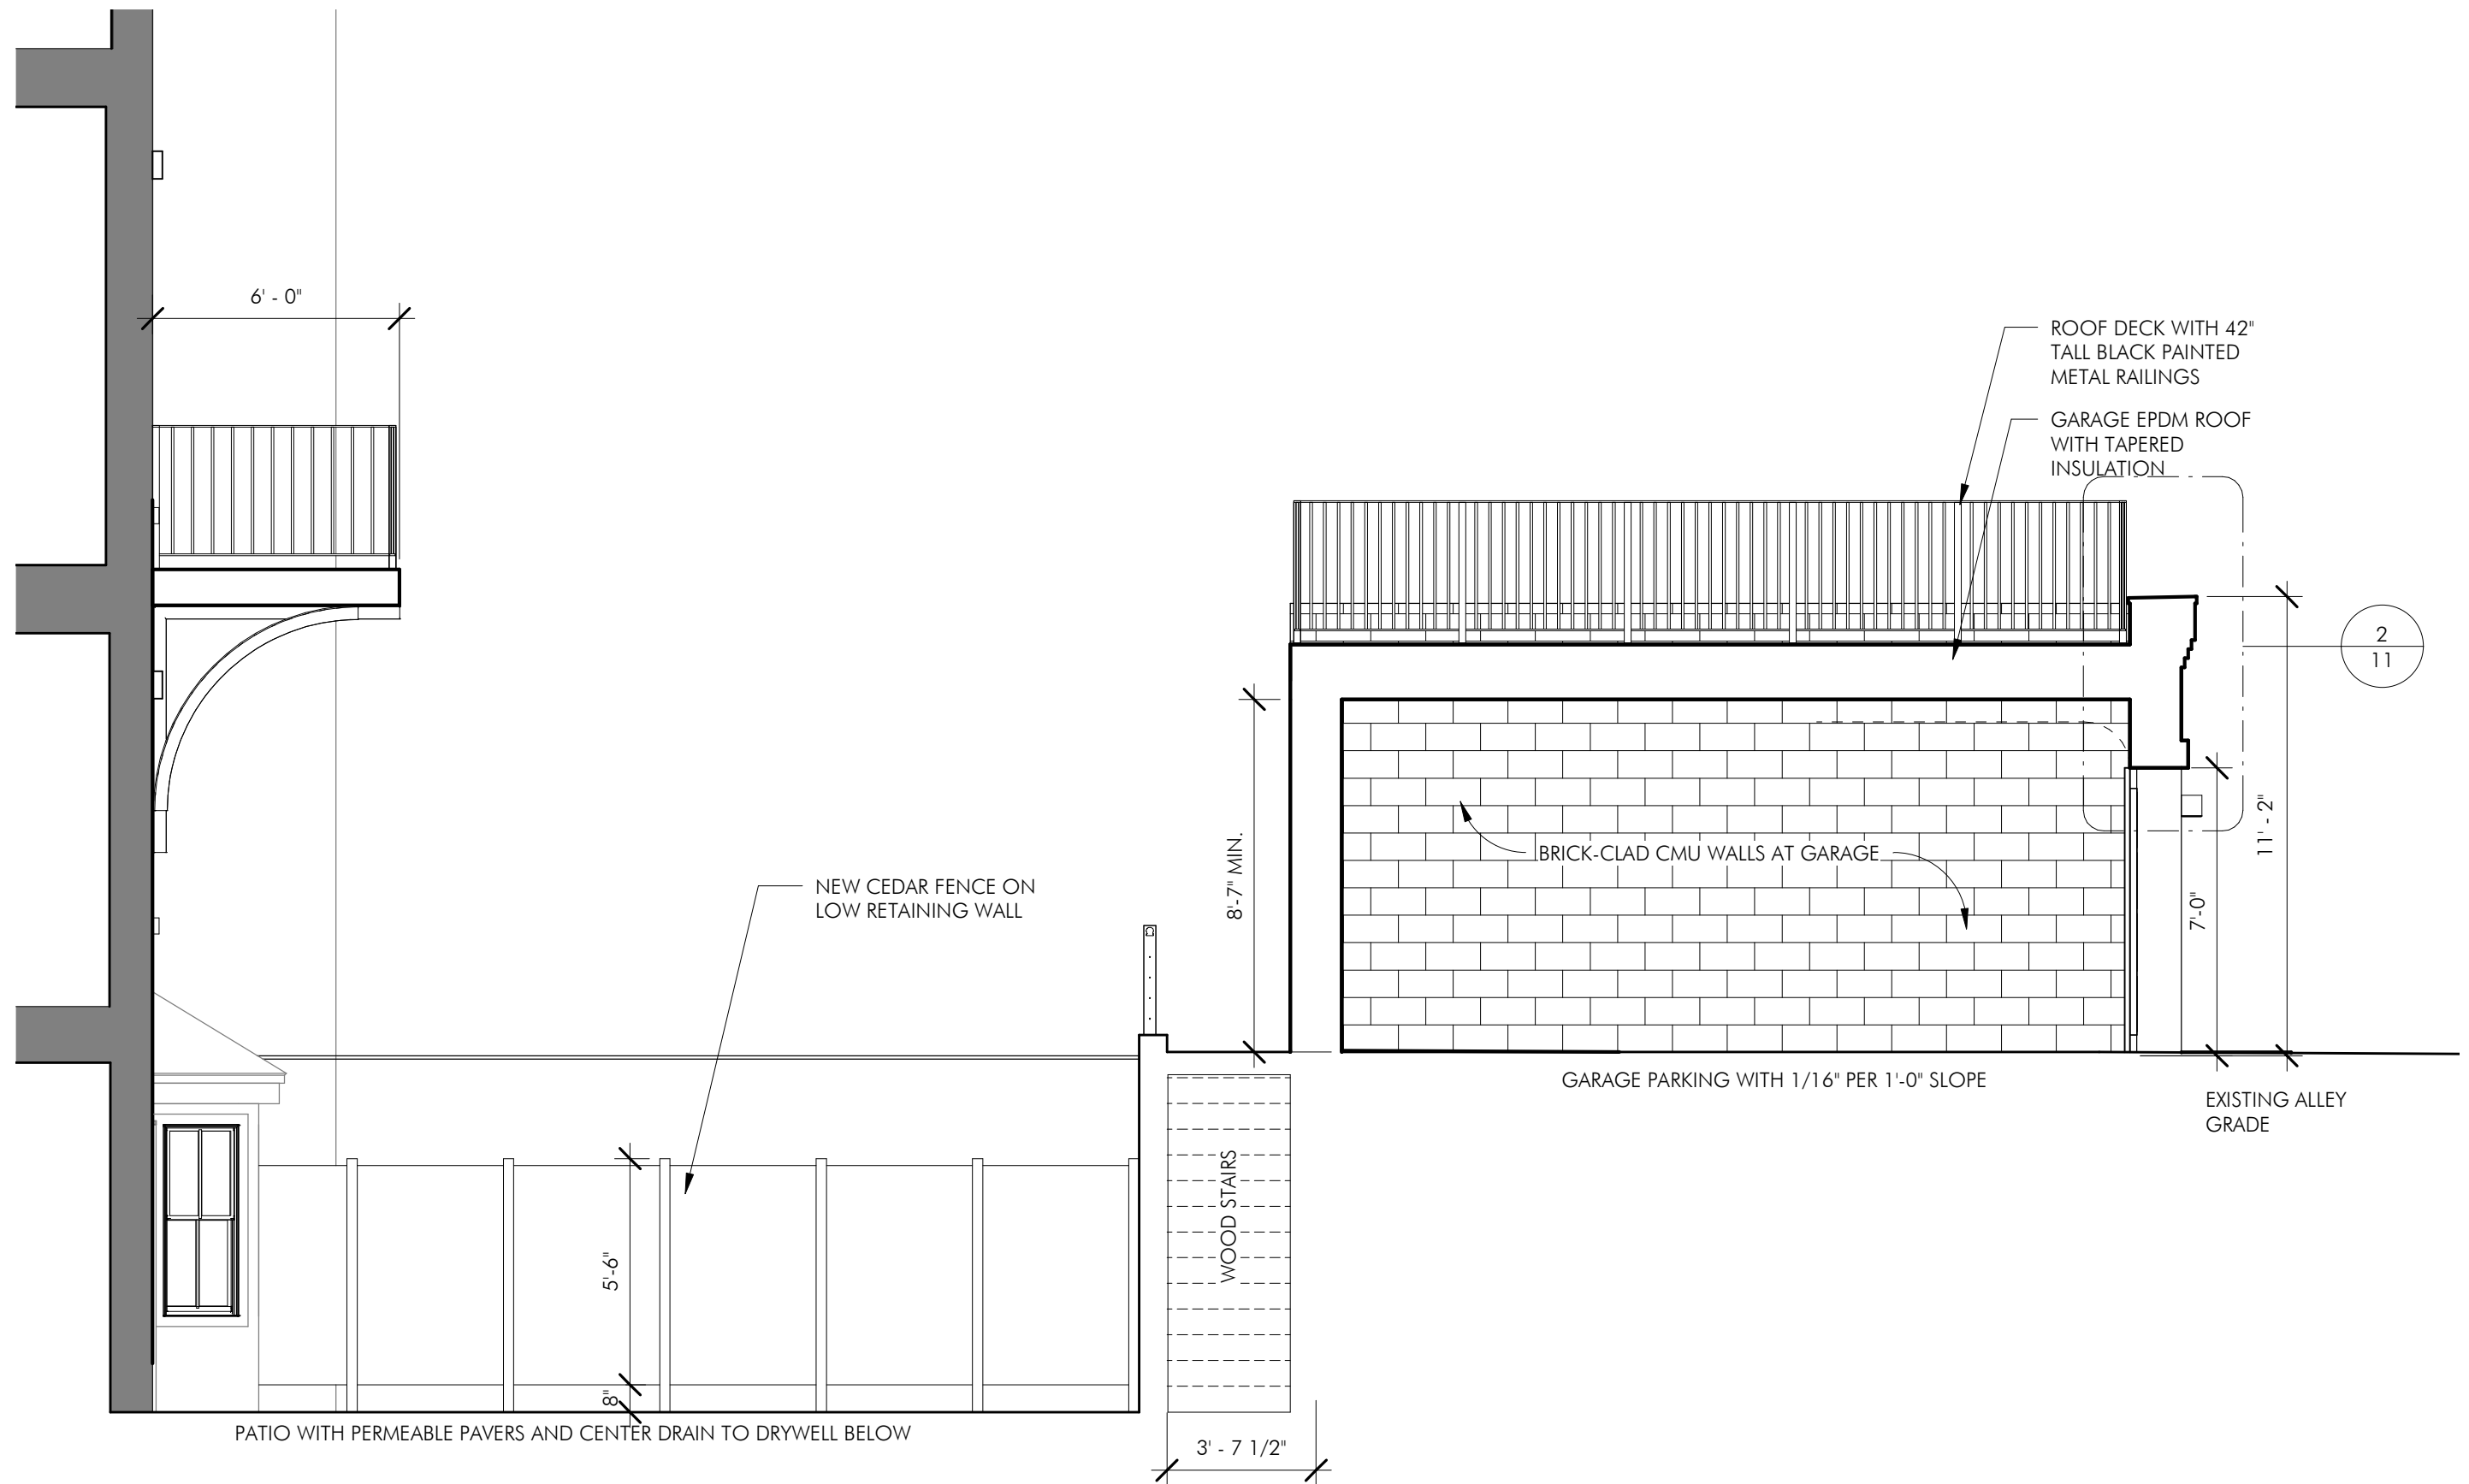 6' - 0"
ROOF DECK WITH 42"
TALL BLACK PAINTED
METAL RAILINGS
GARAGE EPDM ROOF
WITH TAPERED
INSULATION
2
11
8'-7" MIN.
BRICK-CLAD CMU WALLS AT GARAGE
11' - 2"
7'-0"
NEW CEDAR FENCE ON
LOW RETAINING WALL
GARAGE PARKING WITH 1/16" PER 1'-0" SLOPE
EXISTING ALLEY
GRADE
WOOD STAIRS
5'-6"
8"
PATIO WITH PERMEABLE PAVERS AND CENTER DRAIN TO DRYWELL BELOW
3' - 7 1/2"